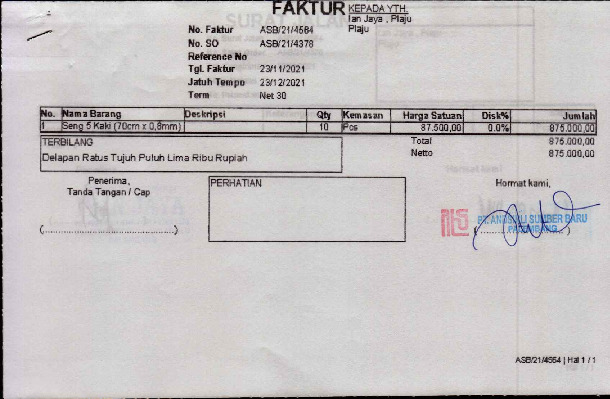 FAKTUR
KEPADA YTH.
Ian Jaya , Plaju
Plaju
No. Faktur ASB/21/4564
No. SO ASB/21/4378
Reference No
Tgl. Faktur 23/11/2021
Jatuh Tempo 23/12/2021
Term Net 30
No. Nama Barang Deskripsi Qty Kemasan Harga Satuan Disk% Jumlah
1 Seng 5 Kaki (70cm x 0,8mm) 10 Pcs 87.500,00 0.0% 875.000,00
TERBILANG
Delapan Ratus Tujuh Puluh Lima Ribu Rupiah
Total 875.000,00
Netto 875.000,00
Penerima,
Tanda Tangan / Cap
(..............................)
PERHATIAN
Hormat kami,
SUMBER BARU
PALEMBANG
ASB/21/4564 | Hal 1 / 1